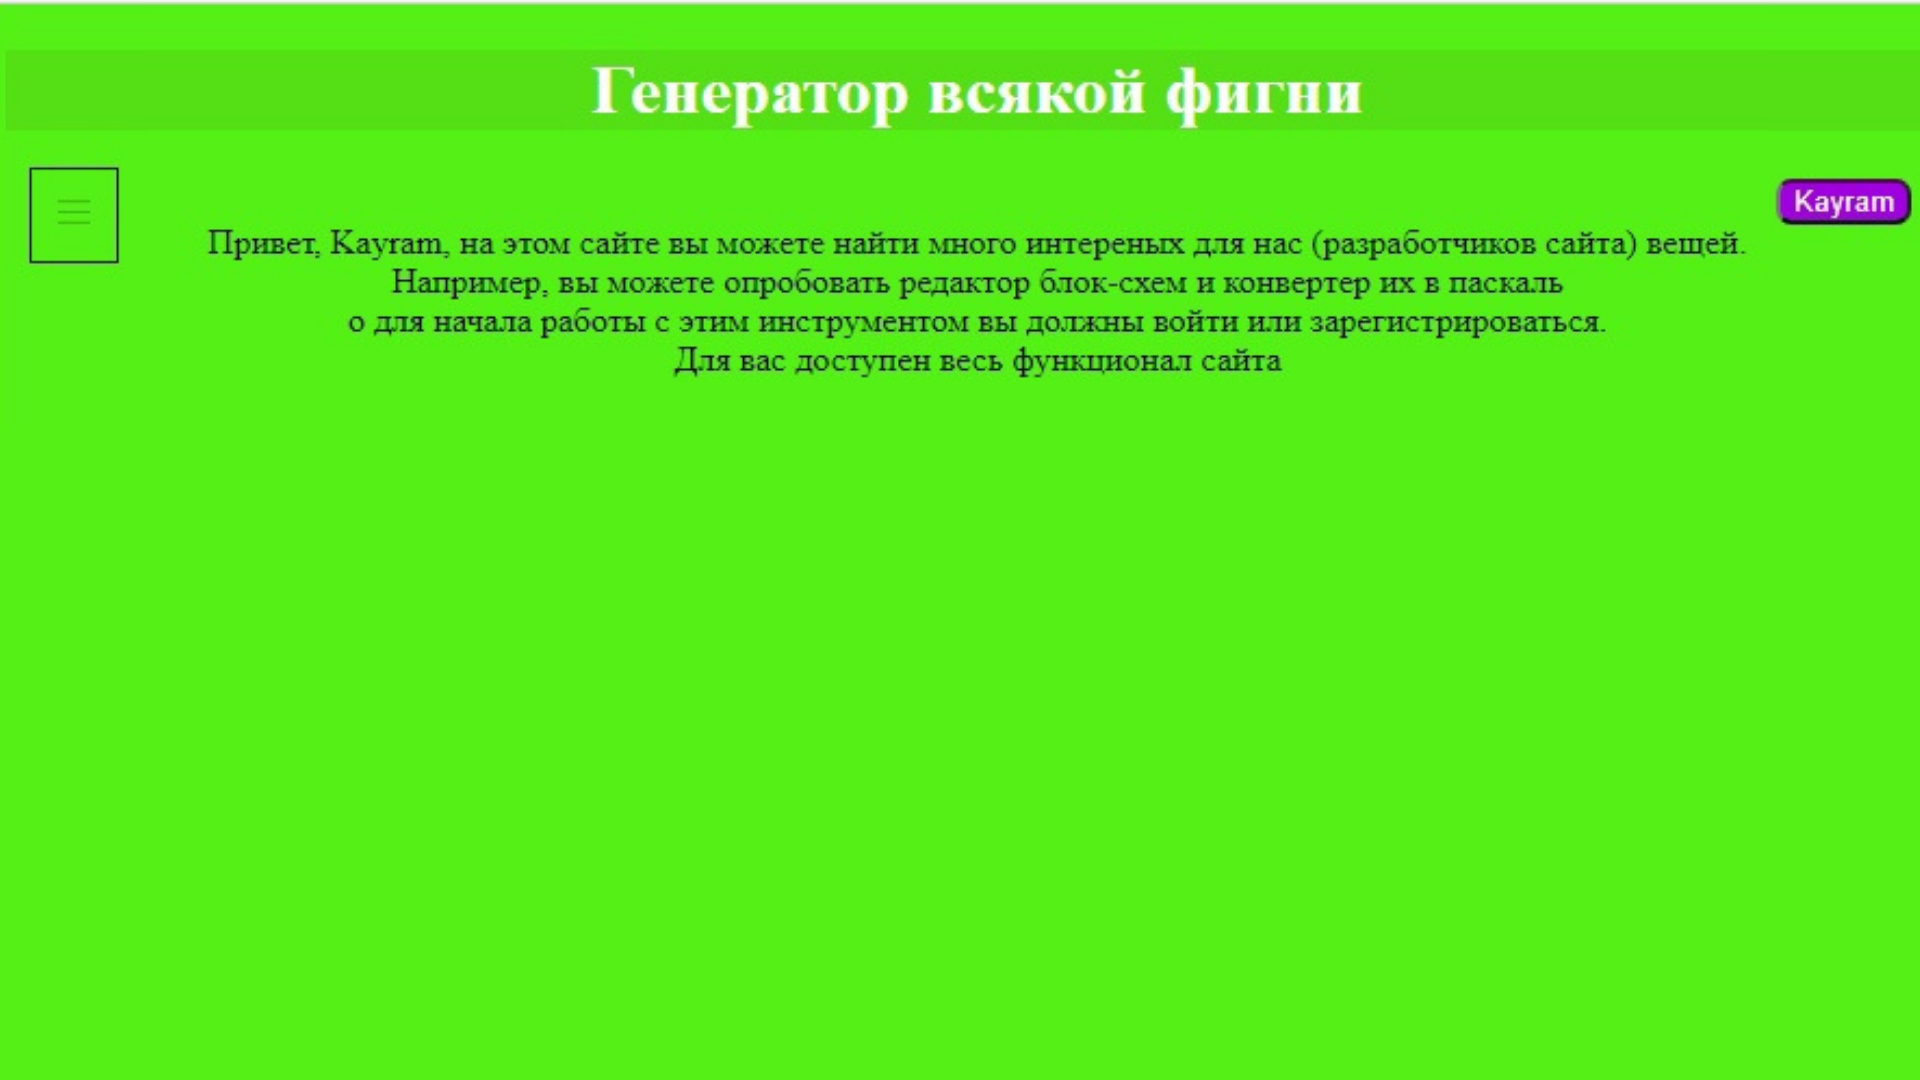 Генератор всякой фигни
Kayram
Привет, Kayram, на этом сайте вы можете найти много интереных для нас (разработчиков сайта) вещей.
Например, вы можете опробовать редактор блок-схем и конвертер их в паскаль
о для начала работы с этим инструментом вы должны войти или зарегистрироваться.
Для вас доступен весь функционал сайта